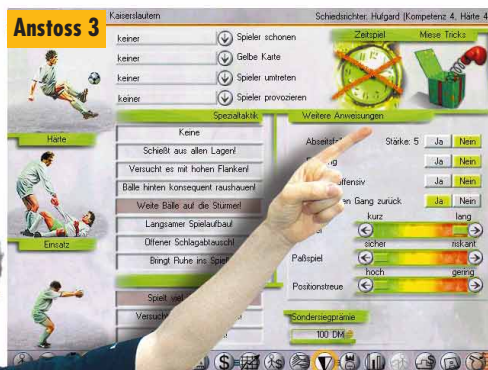 Anstoss 3
Kaiserslautern
Schiedsrichter: Hulgard (Kompetenz 4, Härte 4
keiner
Spieler schonen
keiner
Gelbe Karte
keiner
Spieler umtreten
keiner
Spieler provozieren
Zeitspiel
Miese Tricks
Härte
Einsatz
Spezialtaktik
Keine
Schießt aus allen Lagen!
Versucht es mit hohen Flanken!
Bälle hinten konsequent raushauen!
Weite Bälle auf die Stürmer!
Langsamer Spielaufbau!
Offener Schlagabtausch!
Bringt Ruhe ins
Spielt viel
Weitere Anweisungen
Stärke: 5
Ja
Nein
Ja
Nein
Ja
Nein
Gang zurück
Ja
Nein
kurz
lang
sicher
riskant
Paßspiel
hoch
gering
Positionstreue
Sondersiegprämie
100 DM